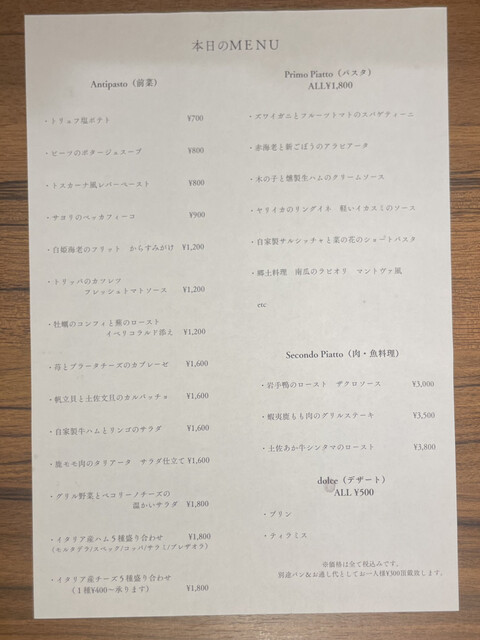 本日のMENU
Antipasto（前菜）
・トリュフ塩ポテト ¥700
・ビーツのポタージュスープ ¥800
・トスカーナ風レバーペースト ¥800
・サヨリのベッカフィーコ ¥900
・白姫海老のフリット からすみがけ ¥1,200
・トリッパのカツレツ
フレッシュトマトソース ¥1,200
・牡蠣のコンフィと蕪のロースト
イベリコラルド添え ¥1,200
・苺とブラータチーズのカプレーゼ ¥1,600
・帆立貝と土佐文旦のカルパッチョ ¥1,600
・自家製牛ハムとリンゴのサラダ ¥1,600
・鹿モモ肉のタリアータ サラダ仕立て ¥1,600
・グリル野菜とペコリーノチーズの
温かいサラダ ¥1,800
・イタリア産ハム５種盛り合わせ ¥1,800
(モルタデラ/スペック/コッパ/サラミ/ブレザオラ)
・イタリア産チーズ５種盛り合わせ
（１種¥400～承ります） ¥1,800
Primo Piatto（パスタ）
ALL¥1,800
・ズワイガニとフルーツトマトのスパゲティーニ
・赤海老と新ごぼうのアラビアータ
・木の子と燻製生ハムのクリームソース
・ヤリイカのリングイネ 軽いイカスミのソース
・自家製サルシッチャと菜の花のショートパスタ
・郷土料理 南瓜のラビオリ マントヴァ風
etc
Secondo Piatto（肉・魚料理）
・岩手鴨のロースト ザクロソース ¥3,000
・蝦夷鹿もも肉のグリルステーキ ¥3,500
・土佐あか牛シンタマのロースト ¥3,800
dolce（デザート）
ALL ¥500
・プリン
・ティラミス
※価格は全て税込みです。
別途パン＆お通し代としてお一人様¥300頂戴致します。